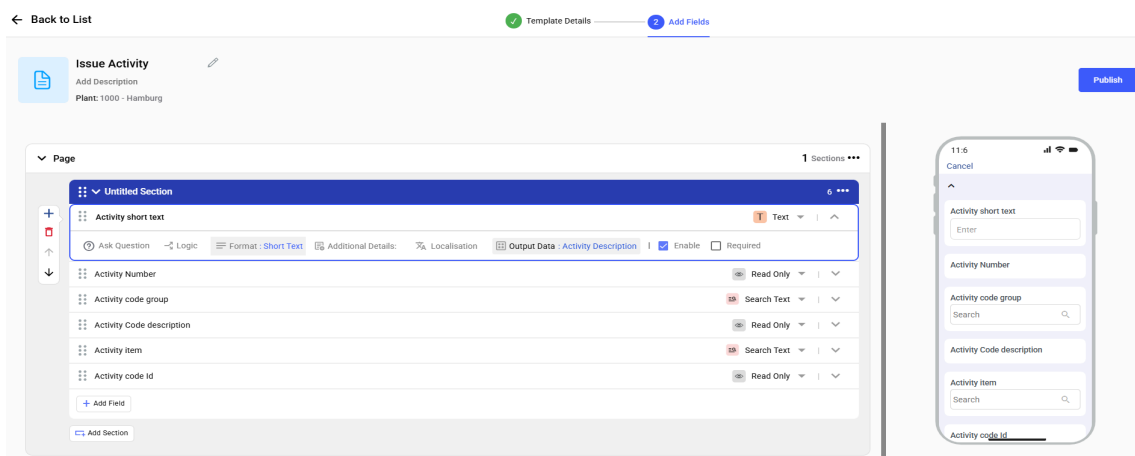 Back to List
Template Details
2 Add Fields
Issue Activity
Add Description
Plant: 1000 - Hamburg
Publish
Page
1 Sections
Untitled Section
6
Activity short text
T Text
Ask Question
Logic
Format : Short Text
Additional Details:
Localisation
Output Data : Activity Description
Enable
Required
Activity Number
Read Only
Activity code group
Search Text
Activity Code description
Read Only
Activity item
Search Text
Activity code Id
Read Only
+ Add Field
Add Section
11:6
Cancel
Activity short text
Enter
Activity Number
Activity code group
Search
Activity Code description
Activity item
Search
Activity code Id